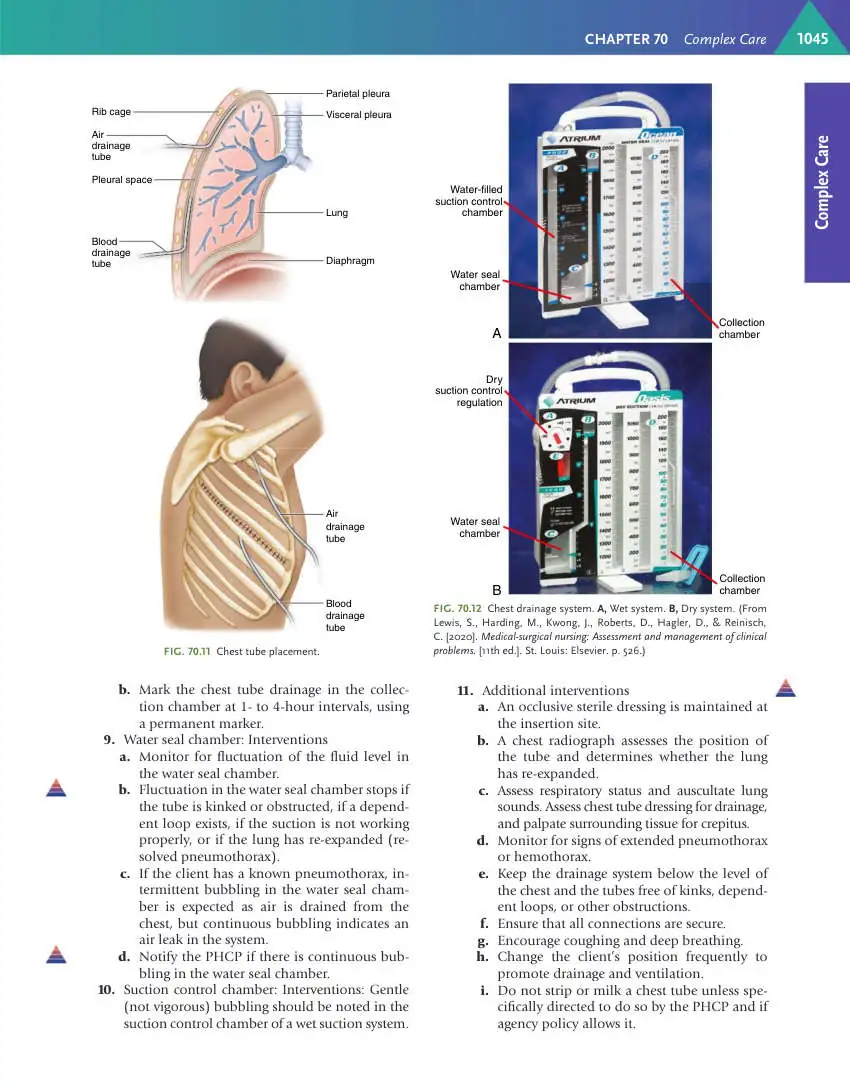 CHAPTER 70 Complex Care 1045
Complex Care
Parietal pleura
Visceral pleura
Rib cage
Air
drainage
tube
Pleural space
Lung
Blood
drainage
tube
Diaphragm
Air
drainage
tube
Blood
drainage
tube
FIG. 70.11 Chest tube placement.
Water-filled
suction control
chamber
Water seal
chamber
Collection
chamber
A
ATRIUM
Ocean
Dry
suction control
regulation
Water seal
chamber
Collection
chamber
B
ATRIUM
Oasis
FIG. 70.12 Chest drainage system. A, Wet system. B, Dry system. (From
Lewis, S., Harding, M., Kwong, J., Roberts, D., Hagler, D., & Reinisch,
C. [2020]. Medical-surgical nursing: Assessment and management of clinical
problems. [11th ed.]. St. Louis: Elsevier. p. 526.)
b. Mark the chest tube drainage in the collec-
tion chamber at 1- to 4-hour intervals, using
a permanent marker.
9. Water seal chamber: Interventions
a. Monitor for fluctuation of the fluid level in
the water seal chamber.
b. Fluctuation in the water seal chamber stops if
the tube is kinked or obstructed, if a depend-
ent loop exists, if the suction is not working
properly, or if the lung has re-expanded (re-
solved pneumothorax).
c. If the client has a known pneumothorax, in-
termittent bubbling in the water seal cham-
ber is expected as air is drained from the
chest, but continuous bubbling indicates an
air leak in the system.
d. Notify the PHCP if there is continuous bub-
bling in the water seal chamber.
10. Suction control chamber: Interventions: Gentle
(not vigorous) bubbling should be noted in the
suction control chamber of a wet suction system.
11. Additional interventions
a. An occlusive sterile dressing is maintained at
the insertion site.
b. A chest radiograph assesses the position of
the tube and determines whether the lung
has re-expanded.
c. Assess respiratory status and auscultate lung
sounds. Assess chest tube dressing for drainage,
and palpate surrounding tissue for crepitus.
d. Monitor for signs of extended pneumothorax
or hemothorax.
e. Keep the drainage system below the level of
the chest and the tubes free of kinks, depend-
ent loops, or other obstructions.
f. Ensure that all connections are secure.
g. Encourage coughing and deep breathing.
h. Change the client's position frequently to
promote drainage and ventilation.
i. Do not strip or milk a chest tube unless spe-
cifically directed to do so by the PHCP and if
agency policy allows it.